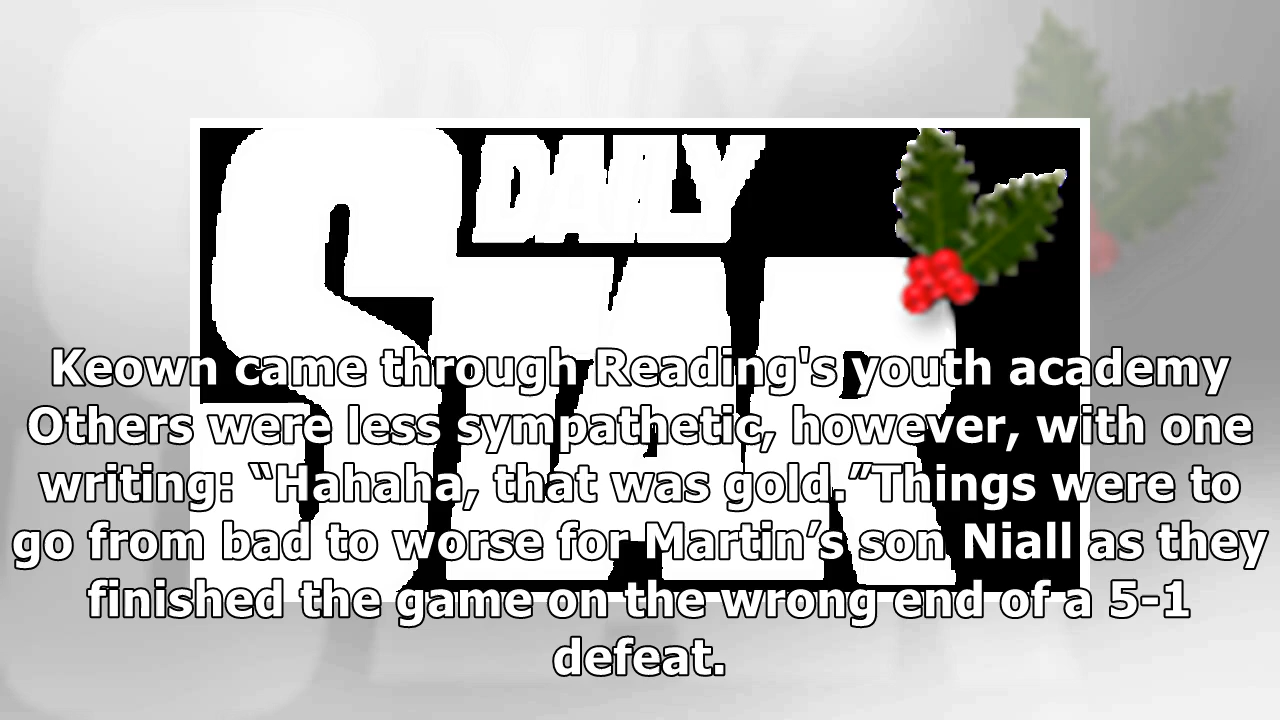 DAILY
STAR
Keown came through Reading's youth academy
Others were less sympathetic, however, with one
writing: “Hahaha, that was gold.”Things were to
go from bad to worse for Martin’s son Niall as they
finished the game on the wrong end of a 5-1
defeat.